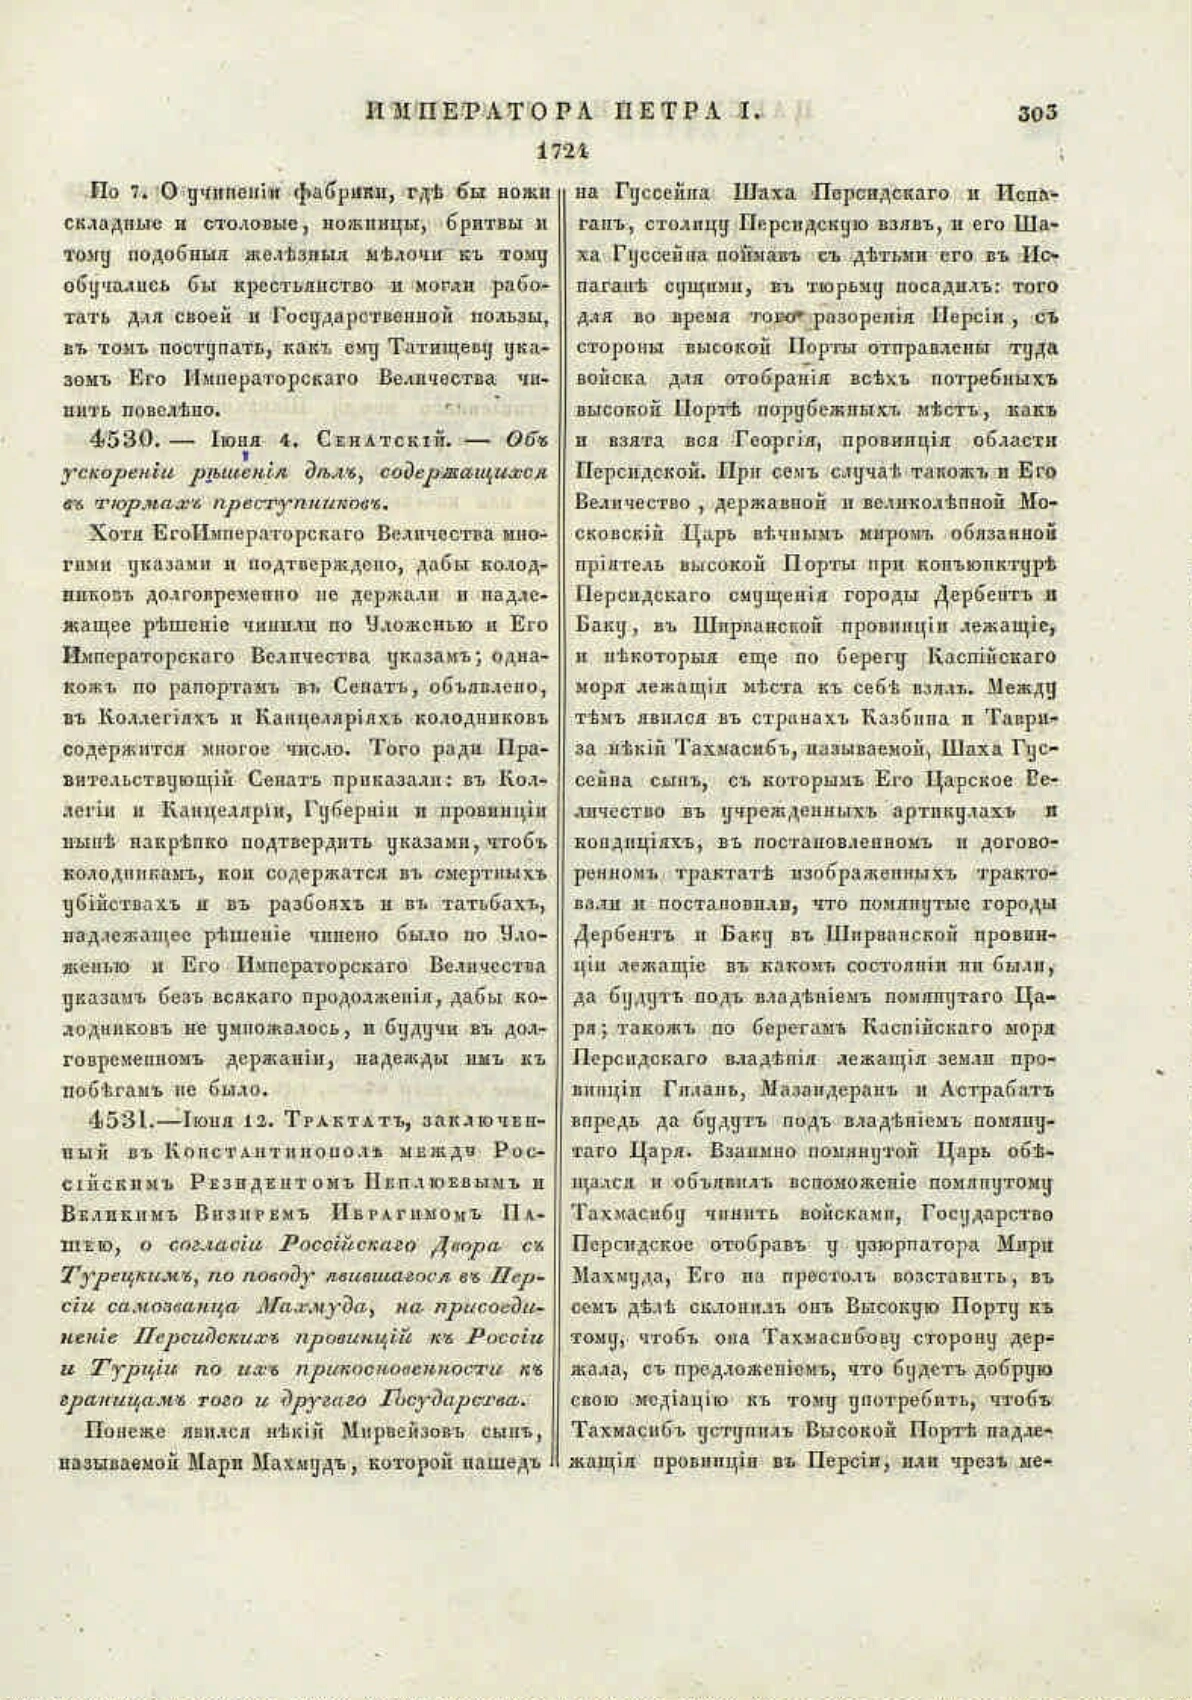 ИМПЕРАТОРА ПЕТРА I. 303
1724
По 7. О учиненіи фабрики, гдѣ бы ножи
складные и столовые, ножницы, бритвы и
тому подобныя желѣзныя мѣлочи къ тому
обучались бы крестьянство и могли рабо-
тать для своей и Государственной пользы,
въ томъ поступать, какъ ему Татищеву ука-
зомъ Его Императорскаго Величества чи-
нить повелѣно.
4530. — Іюня 4. Сенатскій. — Объ
ускореніи рѣшенія дѣлъ, содержащихся
въ тюрмахъ преступниковъ.
Хотя Его Императорскаго Величества мно-
гими указами и подтверждено, дабы колод-
никовъ долговременно не держали и надле-
жащее рѣшеніе чинили по Уложенью и Его
Императорскаго Величества указамъ; одна-
кожъ по рапортамъ въ Сенатъ, объявлено,
въ Коллегіяхъ и Канцеляріяхъ колодниковъ
содержится многое число. Того ради Пра-
вительствующій Сенатъ приказали: въ Кол-
легіи и Канцеляріи, Губерніи и провинціи
нынѣ накрѣпко подтвердить указами, чтобъ
колодникамъ, кои содержатся въ смертныхъ
убійствахъ и въ разбояхъ и въ татьбахъ,
надлежащее рѣшеніе чинено было по Уло-
женью и Его Императорскаго Величества
указамъ безъ всякаго продолженія, дабы ко-
лодниковъ не умножалось, и будучи въ дол-
говременномъ держаніи, надежды имъ къ
побѣгамъ не было.
4531.—Іюня 12. Трактатъ, заключен-
ный въ Константинополѣ между Рос-
сійскимъ Резидентомъ Неплюевымъ и
Великимъ Визиремъ Ибрагимомъ Па-
шею, о согласіи Россійскаго Двора съ
Турецкимъ, по поводу явившагося въ Пер-
сіи самозванца Махмуда, на присоеди-
неніе Персидскихъ провинцій къ Россіи
и Турціи по ихъ прикосновенности къ
границамъ того и другаго Государства.
Понеже явился нѣкій Мирвейзовъ сынъ,
называемой Мари Махмудъ, которой нашедъ
на Гуссейна Шаха Персидскаго и Испа-
гань, столицу Персидскую взявъ, и его Ша-
ха Гуссейна поймавъ съ дѣтьми его въ Ис-
паганѣ сущими, въ тюрьму посадилъ: того
для во время того разоренія Персіи, съ
стороны высокой Порты отправлены туда
войска для отобранія всѣхъ потребныхъ
высокой Портѣ порубежныхъ мѣстъ, какъ
и взята вся Георгія, провинція области
Персидской. При семъ случаѣ такожъ и Его
Величество, державной и великолѣпной Мо-
сковскій Царь вѣчнымъ миромъ обязанной
пріятель высокой Порты при конъюнктурѣ
Персидскаго смущенія городы Дербентъ и
Баку, въ Ширванской провинціи лежащіе,
и нѣкоторыя еще по берегу Каспійскаго
моря лежащія мѣста къ себѣ взялъ. Между
тѣмъ явился въ странахъ Казбина и Таври-
за нѣкій Тахмасибъ, называемой, Шаха Гус-
сейна сынъ, съ которымъ Его Царское Ве-
личество въ учрежденныхъ артикулахъ и
кондиціяхъ, въ постановленномъ и догово-
ренномъ трактатѣ изображенныхъ тракто-
вали и постановили, что помянутые городы
Дербентъ и Баку въ Ширванской провин-
ціи лежащіе въ какомъ состояніи ни были,
да будутъ подъ владѣніемъ помянутаго Ца-
ря; такожъ по берегамъ Каспійскаго моря
Персидскаго владѣнія лежащія земли про-
винціи Гилань, Мазандеранъ и Астрабатъ
впредь да будутъ подъ владѣніемъ помяну-
таго Царя. Взаимно помянутой Царь обѣ-
щался и объявилъ вспоможеніе помянутому
Тахмасибу чинить войсками, Государство
Персидское отобравъ у узюрпатора Мири
Махмуда, Его на престолъ возставить, въ
семъ дѣлѣ склонилъ онъ Высокую Порту къ
тому, чтобъ она Тахмасибову сторону дер-
жала, съ предложеніемъ, что будетъ добрую
свою медіацію къ тому употребить, чтобъ
Тахмасибъ уступилъ Высокой Портѣ надле-
жащія провинціи въ Персіи, или чрезъ ме-